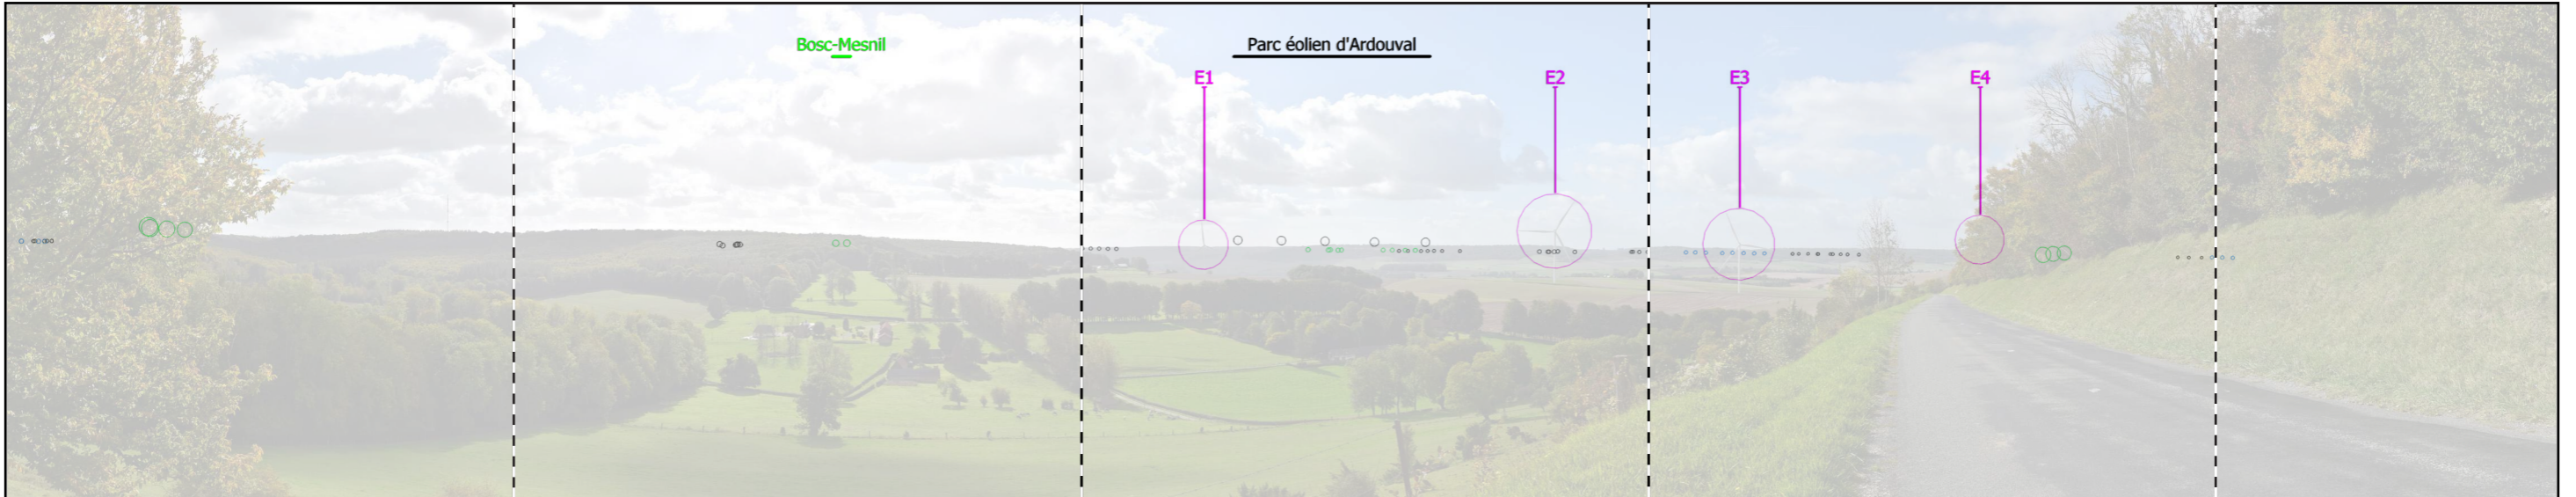 Bosc-Mesnil
Parc éolien d'Ardouval
E1
E2
E3
E4